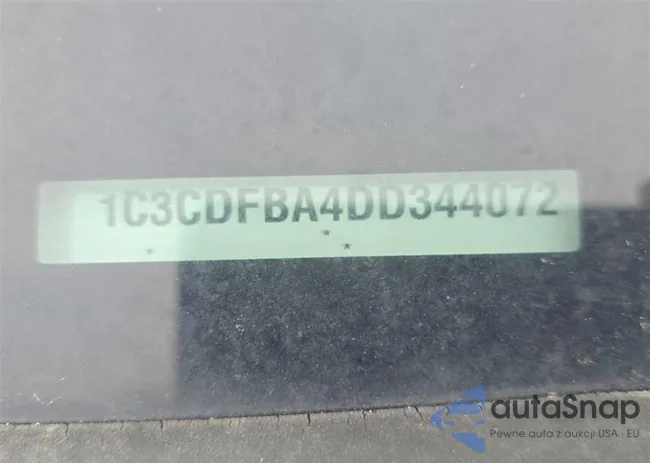 1C3CDFBA4DD344072
* * *
autaSnap
Pewne auta z aukcji USA i EU